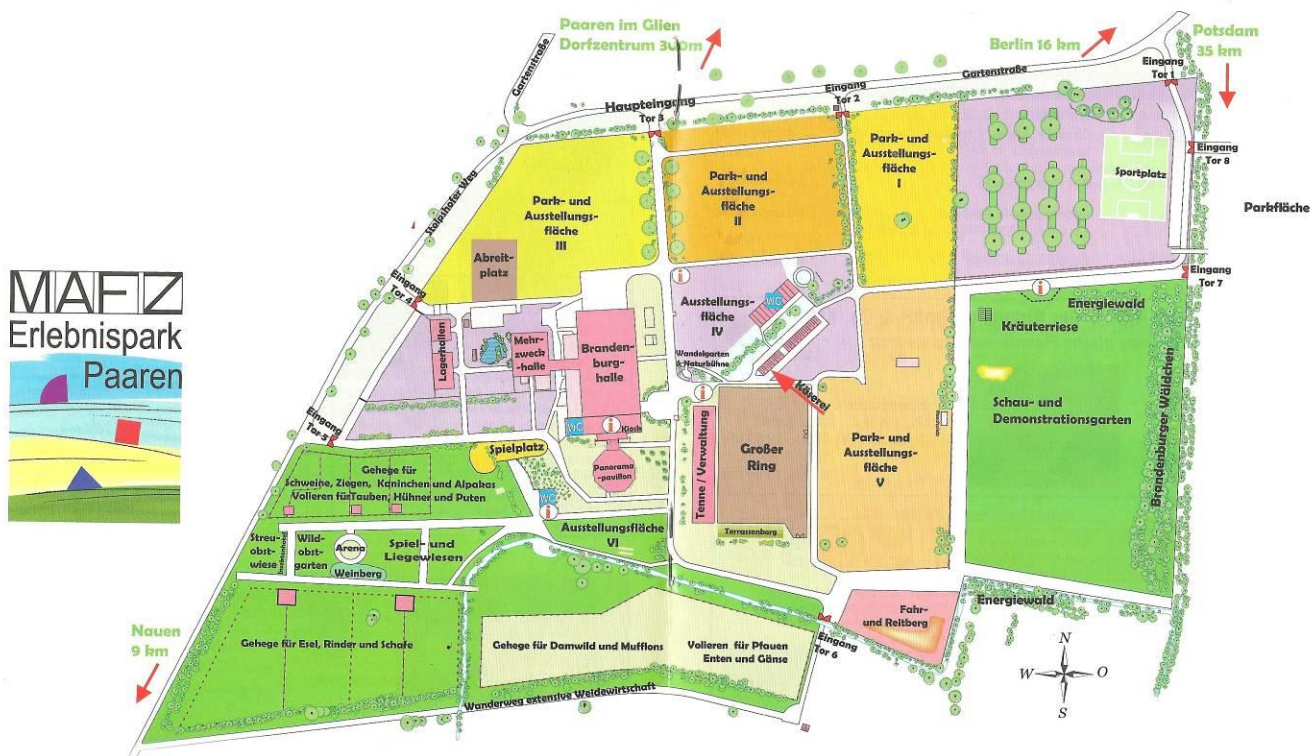 Paaren im Glien
Dorfzentrum 300m
Berlin 16 km
Potsdam
35 km
Gartenstraße
Gartenstraße
Haupteingang
Tor 3
Eingang
Tor 2
Eingang
Tor 1
Eingang
Tor 8
Parkfläche
Sportplatz
Stolpshofer Weg
Park- und
Ausstellungs-
fläche
III
Park- und
Ausstellungs-
fläche
II
Park- und
Ausstellungs-
fläche
I
Abreit-
platz
Eingang
Tor 4
Eingang
Tor 7
MAFZ
Erlebnispark
Paaren
i
Ausstellungs-
fläche
IV
WC
i
Energiewald
Kräuterriese
Lagerhallen
Mehr-
zweck
-halle
Brandenburg
halle
Wandelgarten
& Naturbühne
Käserei
i
Schau- und
Demonstrationsgarten
Brandenburger Wäldchen
Eingang
Tor 5
WC
i
Kiosk
Spielplatz
Panorama
-pavillon
Tenne / Verwaltung
Großer
Ring
Park- und
Ausstellungs-
fläche
V
Gehege für
Schweine, Ziegen, Kaninchen und Alpakas
Volieren für Tauben, Hühner und Puten
WC
i
Ausstellungsfläche
VI
Terrassenberg
Streu-
obst-
wiese
Wild-
obst-
garten
Arena
Weinberg
Spiel- und
Liegewiesen
Energiewald
Fahr-
und Reitberg
Eingang
Tor 6
Nauen
9 km
Gehege für Esel, Rinder und Schafe
Gehege für Damwild und Mufflons
Volieren für Pfauen
Enten und Gänse
Wanderweg extensive Weidewirtschaft
N
W
O
S